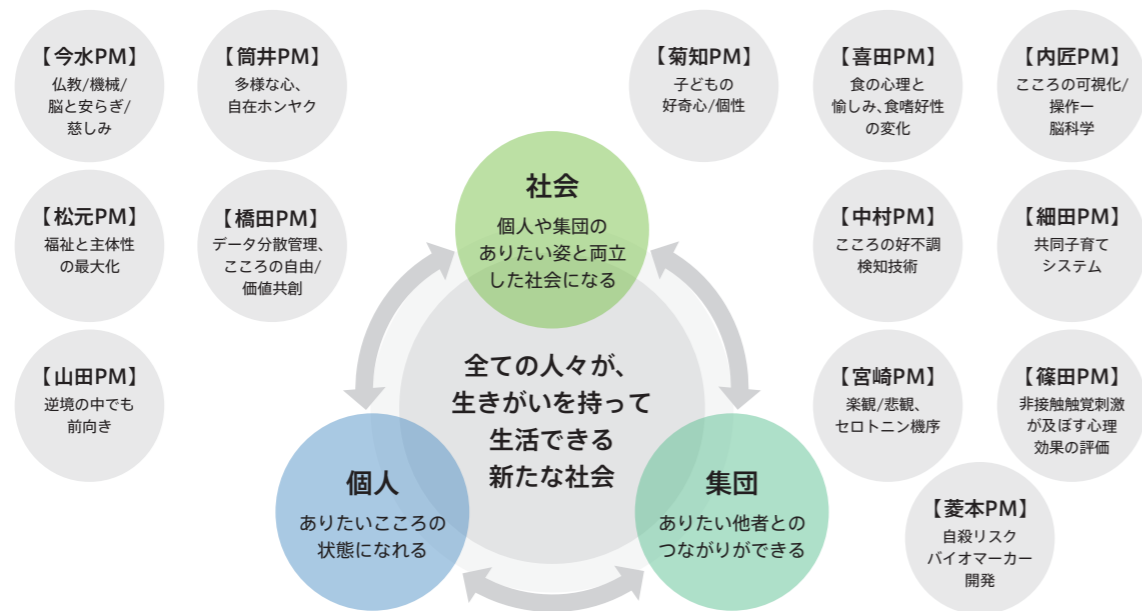 【今水PM】
仏教/機械/
脳と安らぎ/
慈しみ
【筒井PM】
多様な心、
自在ホンヤク
【菊知PM】
子どもの
好奇心/個性
【喜田PM】
食の心理と
愉しみ、食嗜好性
の変化
【内匠PM】
こころの可視化/
操作ー
脳科学
【松元PM】
福祉と主体性
の最大化
【橋田PM】
データ分散管理、
こころの自由/
価値共創
社会
個人や集団の
ありたい姿と両立
した社会になる
【中村PM】
こころの好不調
検知技術
【細田PM】
共同子育て
システム
【山田PM】
逆境の中でも
前向き
全ての人々が、
生きがいを持って
生活できる
新たな社会
【宮崎PM】
楽観/悲観、
セロトニン機序
【篠田PM】
非接触触覚刺激
が及ぼす心理
効果の評価
個人
ありたいこころの
状態になれる
集団
ありたい他者との
つながりができる
【菱本PM】
自殺リスク
バイオマーカー
開発